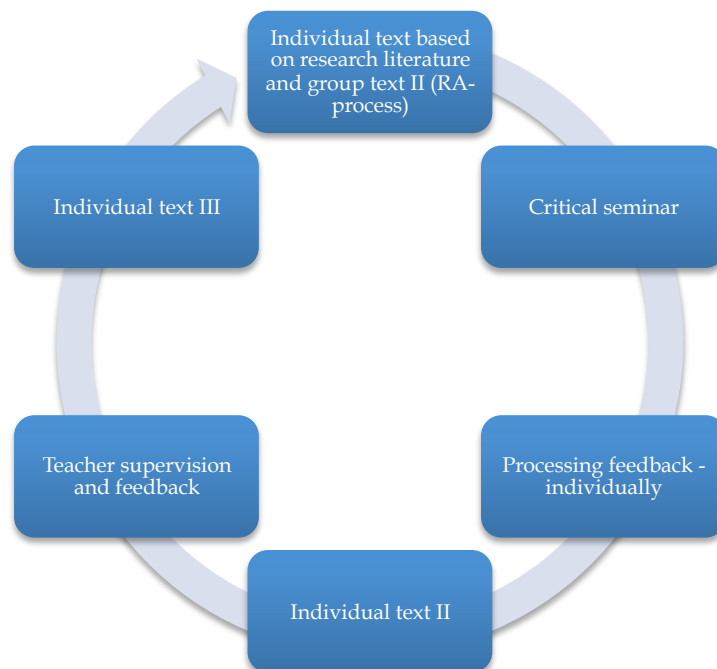 Individual text based
on research literature
and group text II (RA-
process)
Critical seminar
Processing feedback -
individually
Individual text II
Teacher supervision
and feedback
Individual text III